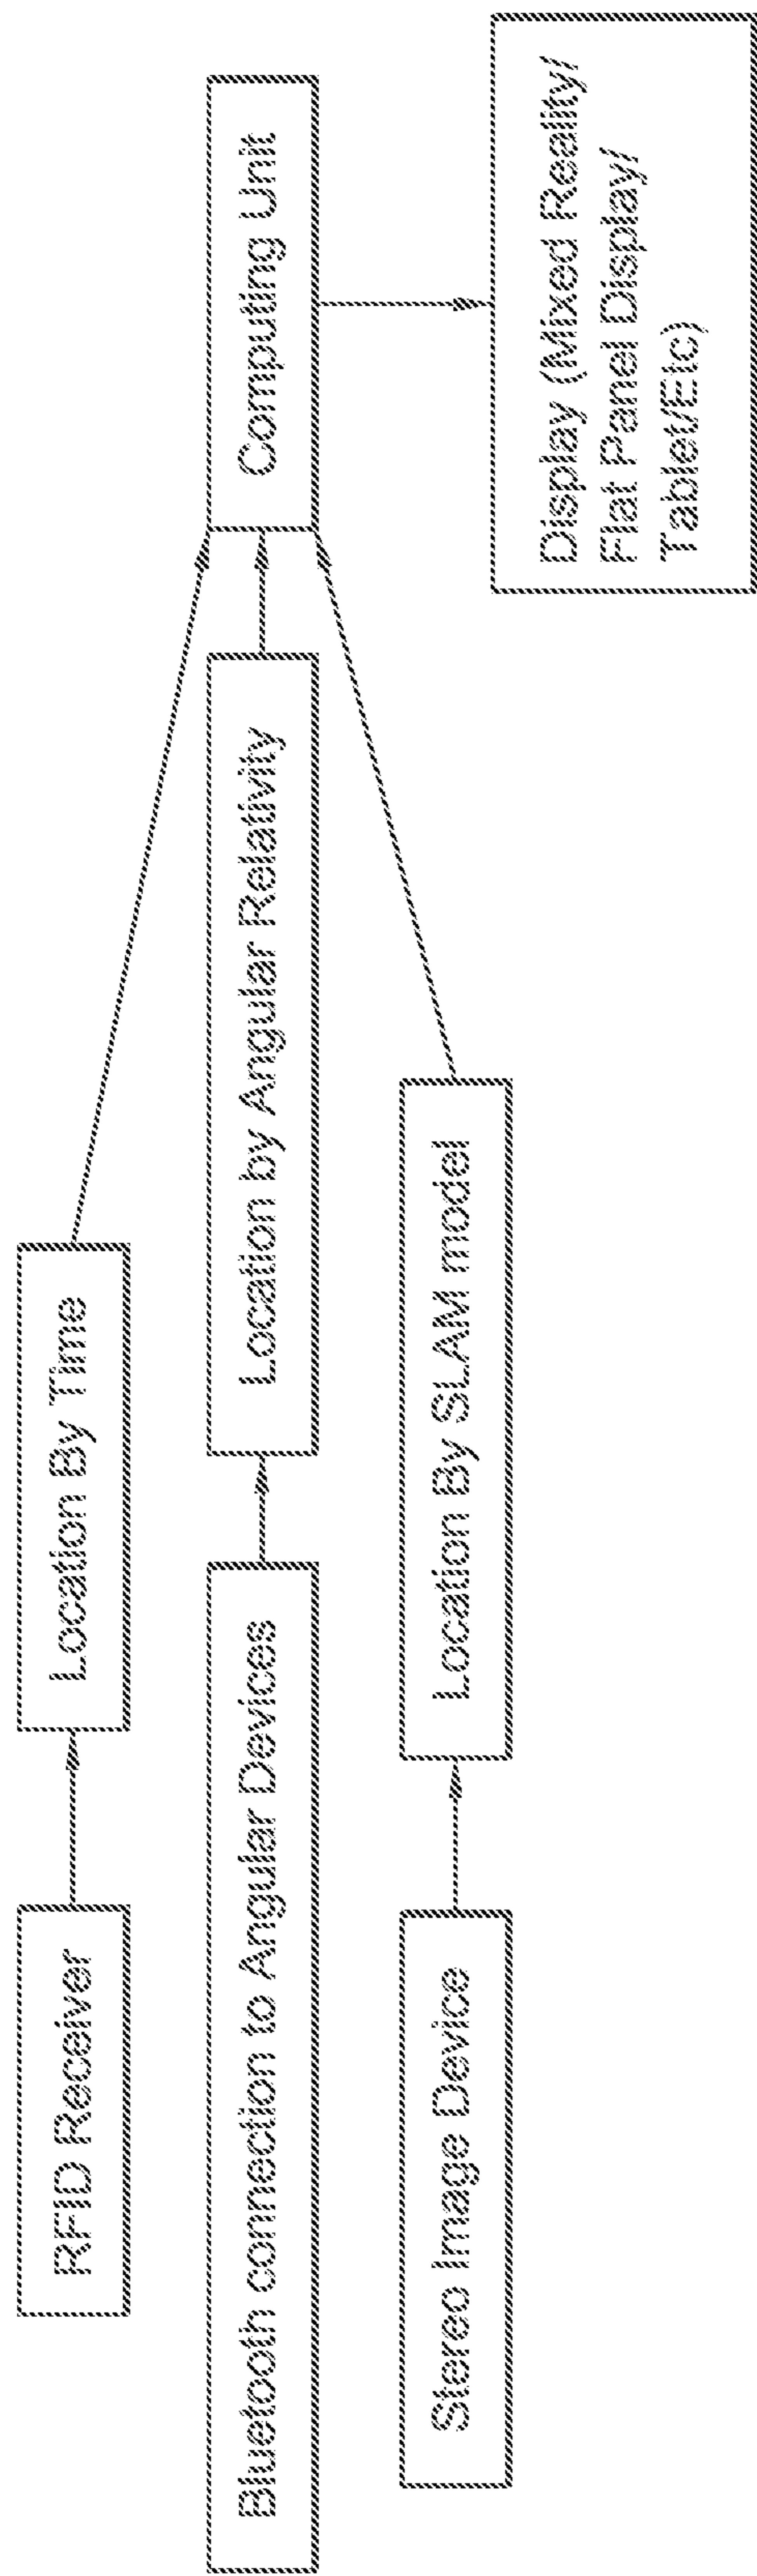 RFID Receiver
Location By Time
Bluetooth connection to Angular Devices
Location by Angular Relativity
Computing Unit
Stereo Image Device
Location By SLAM model
Display (Mixed Reality/
Flat Panel Display/
Tablet/Etc)